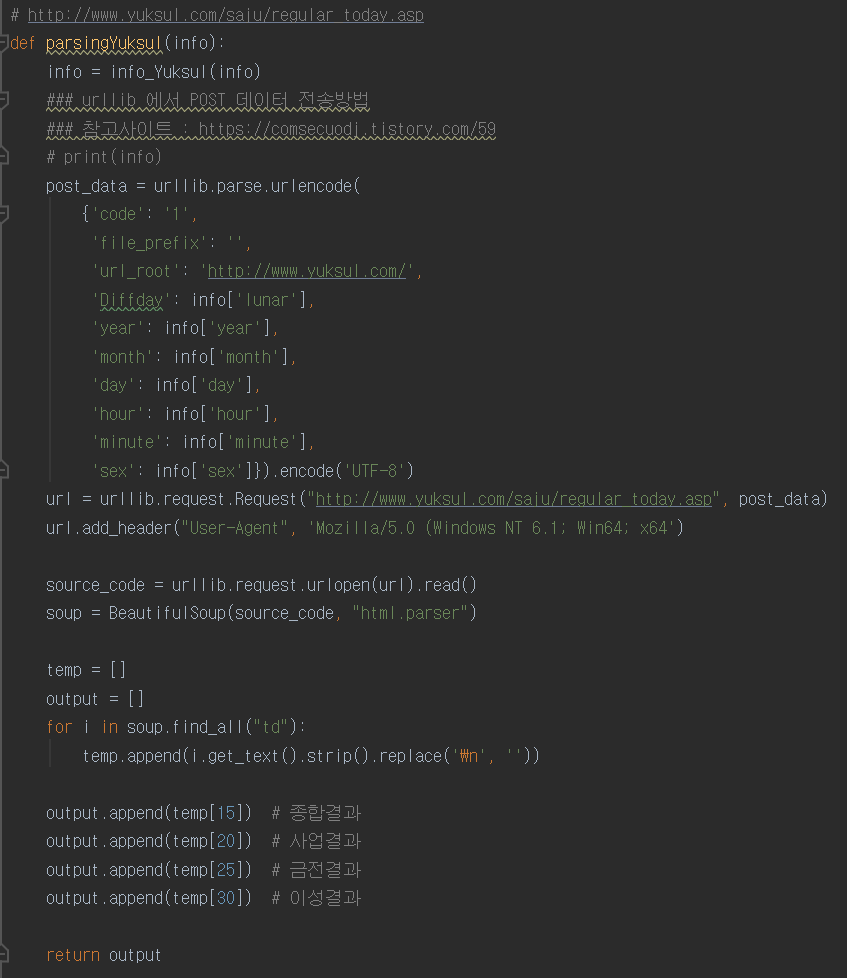 # http://www.yuksul.com/saju/regular_today.asp
def parsingYuksul(info):
    info = info_Yuksul(info)
    ### urllib 에서 POST 데이터 전송방법
    ### 참고사이트 : https://comsecuodj.tistory.com/59
    # print(info)
    post_data = urllib.parse.urlencode(
        {'code': '1',
         'file_prefix': '',
         'url_root': 'http://www.yuksul.com/',
         'Diffday': info['lunar'],
         'year': info['year'],
         'month': info['month'],
         'day': info['day'],
         'hour': info['hour'],
         'minute': info['minute'],
         'sex': info['sex']}).encode('UTF-8')
    url = urllib.request.Request("http://www.yuksul.com/saju/regular_today.asp", post_data)
    url.add_header("User-Agent", 'Mozilla/5.0 (Windows NT 6.1; Win64; x64')

    source_code = urllib.request.urlopen(url).read()
    soup = BeautifulSoup(source_code, "html.parser")

    temp = []
    output = []
    for i in soup.find_all("td"):
        temp.append(i.get_text().strip().replace('₩n', ''))

    output.append(temp[15])  # 종합결과
    output.append(temp[20])  # 사업결과
    output.append(temp[25])  # 금전결과
    output.append(temp[30])  # 이성결과

    return output